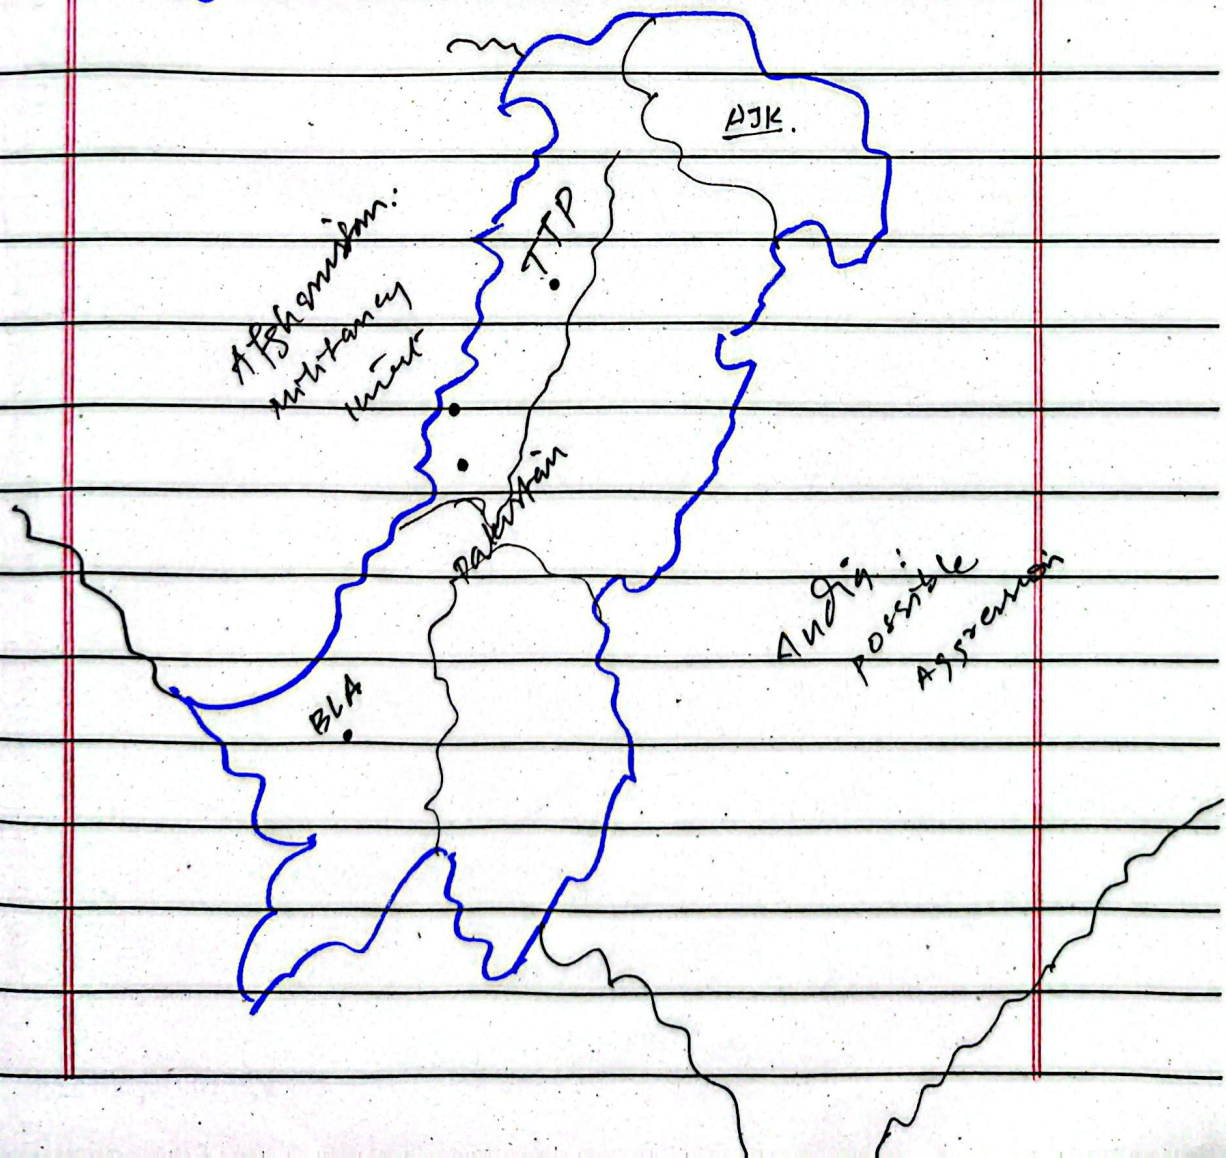 AJK.
TTP
Afghanistan:
militancy
Pakistan
India:
possible
Aggression
BLA